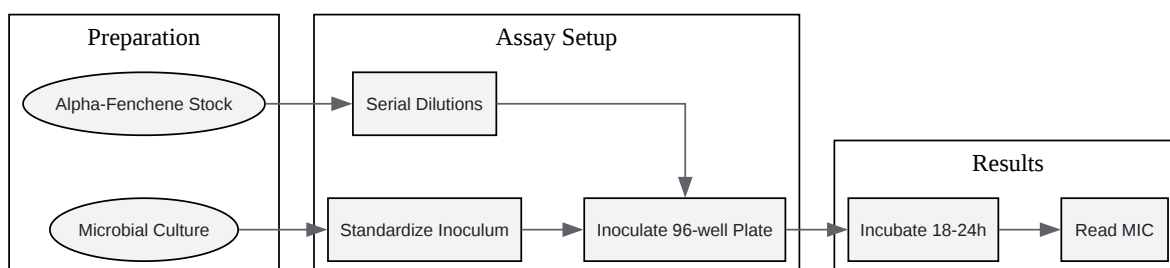 Preparation
Assay Setup
Alpha-Fenchene Stock
Serial Dilutions
Results
Microbial Culture
Standardize Inoculum
Inoculate 96-well Plate
Incubate 18-24h
Read MIC